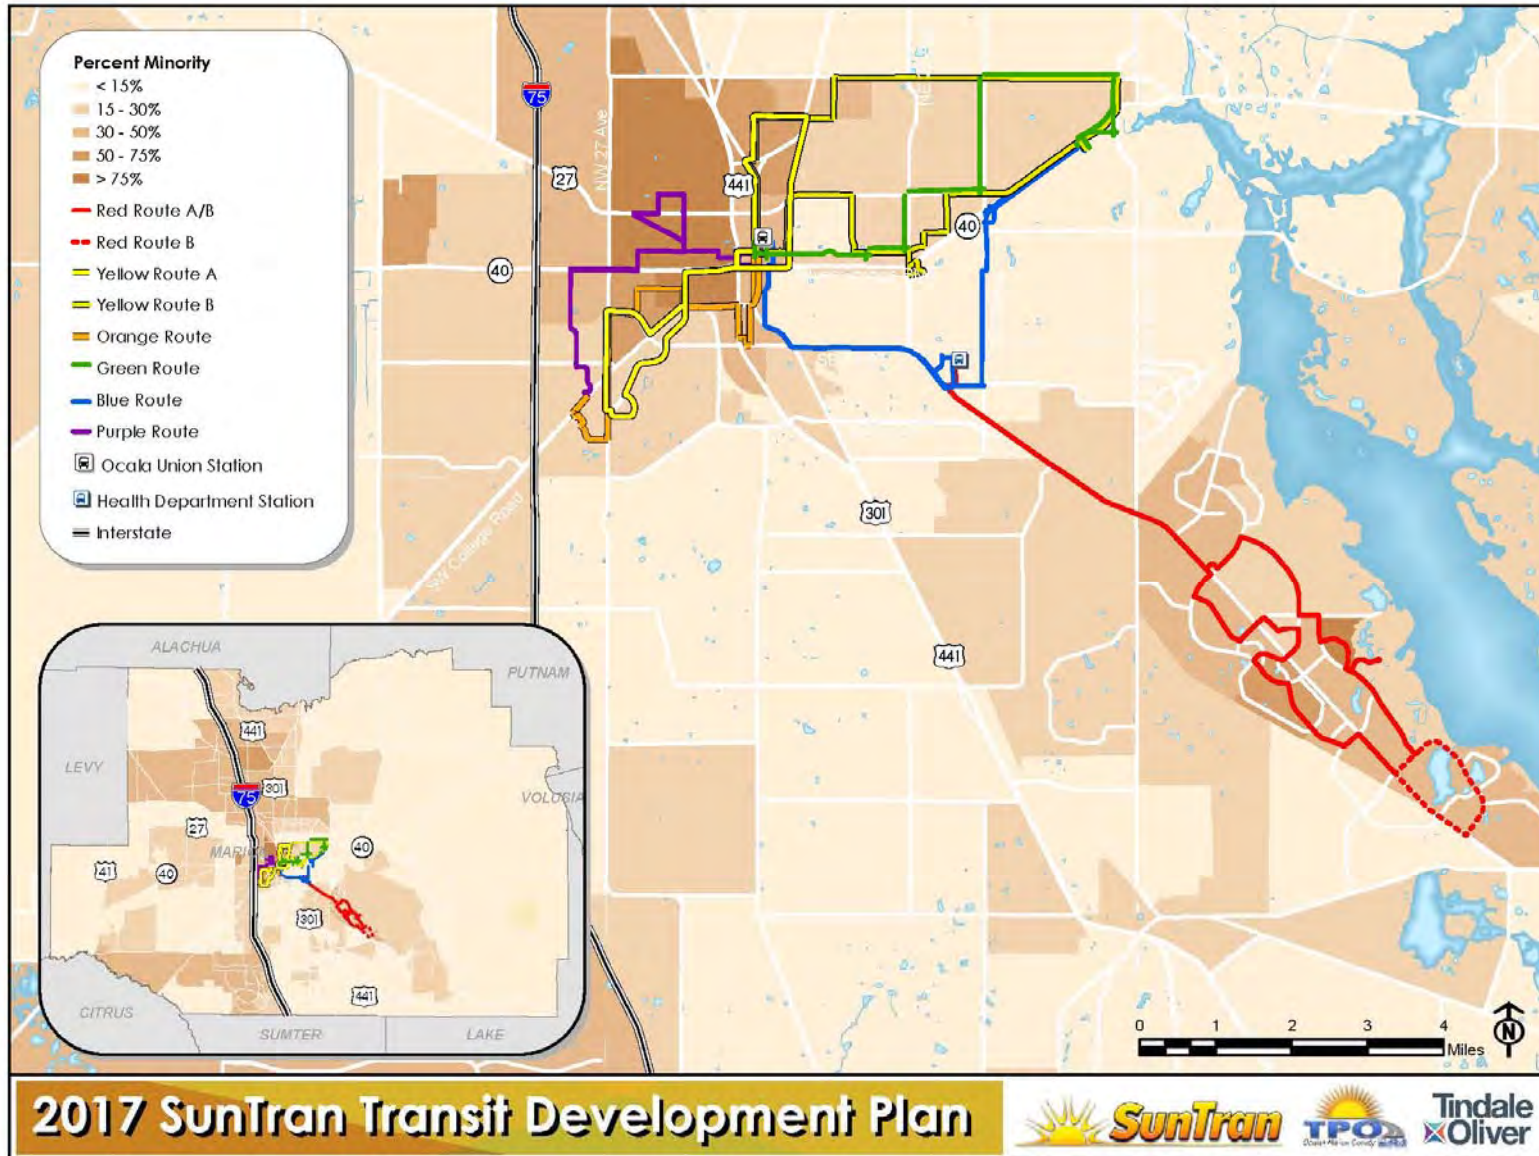 Percent Minority
< 15%
15 - 30%
30 - 50%
50 - 75%
> 75%
Red Route A/B
Red Route B
Yellow Route A
Yellow Route B
Orange Route
Green Route
Blue Route
Purple Route
Ocala Union Station
Health Department Station
Interstate
75
27
NW 27 Ave
441
40
40
301
441
SW College Road
ALACHUA
PUTNAM
LEVY
VOLUSIA
MARION
CITRUS
SUMTER
LAKE
441
75
301
27
40
41
40
301
441
0 1 2 3 4
Miles
N
2017 SunTran Transit Development Plan
SunTran
TPO
Tindale
Oliver